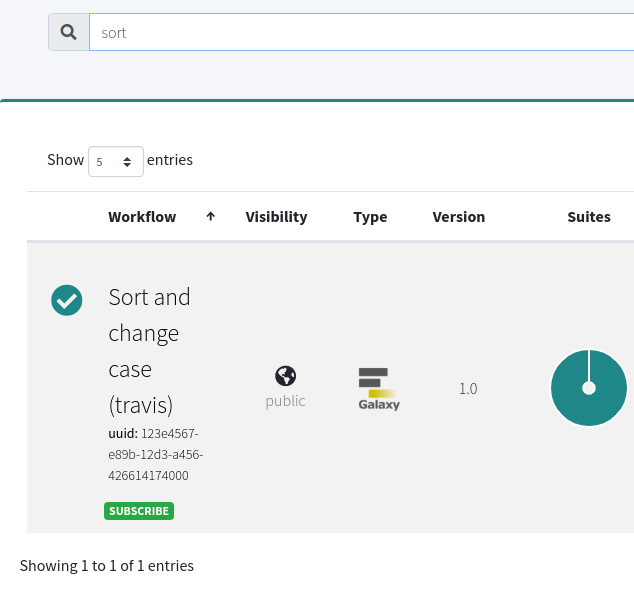 sort
Show 5 entries
Workflow Visibility Type Version Suites
Sort and
change
case
(travis)
public Galaxy 1.0
uuid: 123e4567-
e89b-12d3-a456-
426614174000
SUBSCRIBE
Showing 1 to 1 of 1 entries